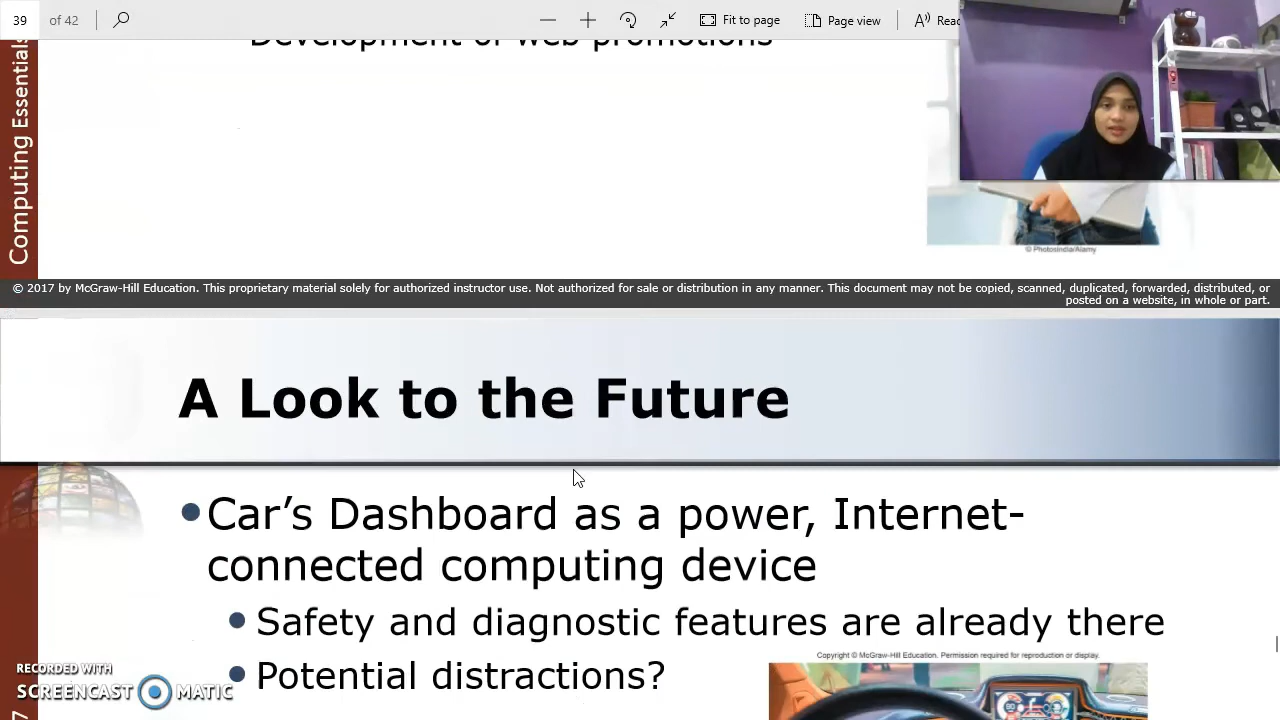 39 of 42
Fit to page
Page view
Development of web promotions
Computing Essentials
© Photosindia/Alamy
© 2017 by McGraw-Hill Education. This proprietary material solely for authorized instructor use. Not authorized for sale or distribution in any manner. This document may not be copied, scanned, duplicated, forwarded, distributed, or
posted on a website, in whole or part.
A Look to the Future
Car’s Dashboard as a power, Internet-
connected computing device
Safety and diagnostic features are already there
Copyright © McGraw-Hill Education. Permission required for reproduction or display.
Potential distractions?
RECORDED WITH
SCREENCAST MATIC
7